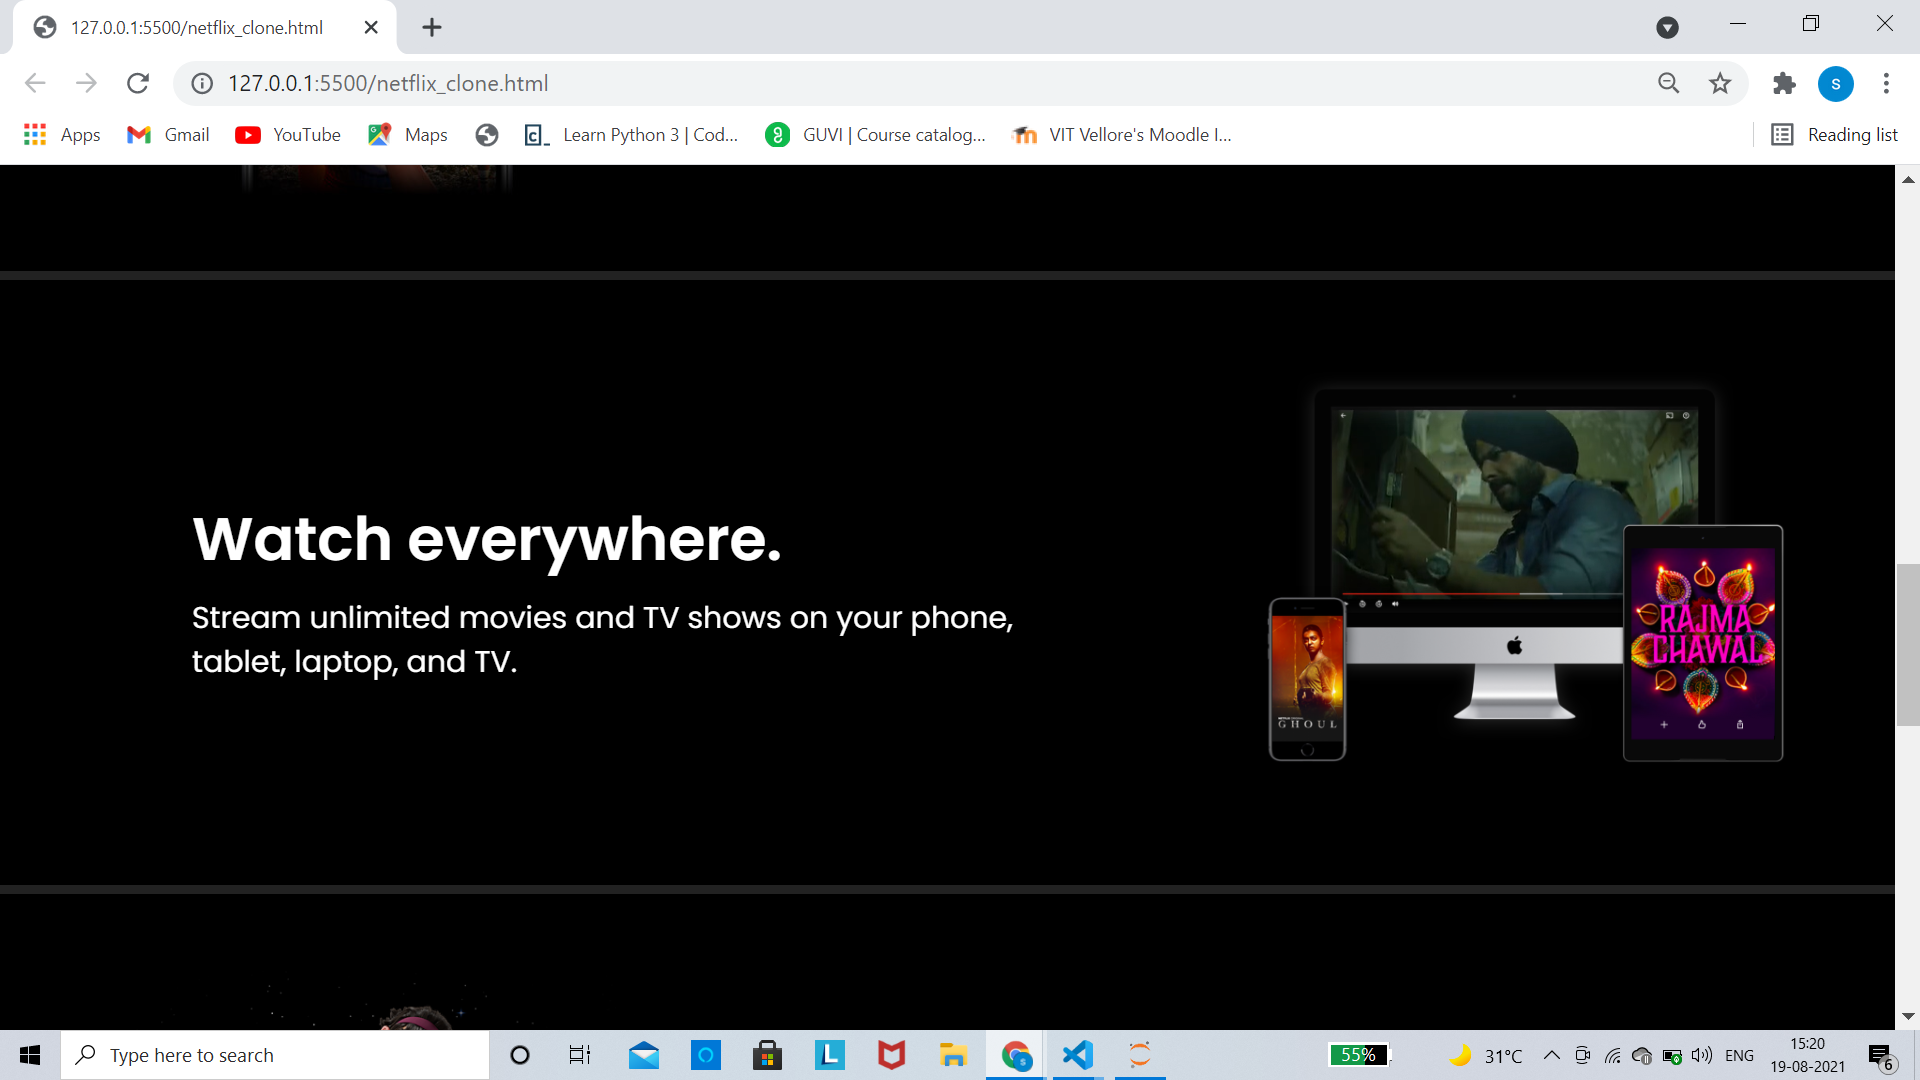 127.0.0.1:5500/netflix_clone.html
127.0.0.1:5500/netflix_clone.html
S
Apps
Gmail
YouTube
Maps
Learn Python 3 | Cod...
GUVI | Course catalog...
VIT Vellore's Moodle I...
Reading list
Watch everywhere.
Stream unlimited movies and TV shows on your phone,
tablet, laptop, and TV.
RAJMA
CHAWAL
GHOUL
Type here to search
55%
31°C
ENG
15:20
19-08-2021
6